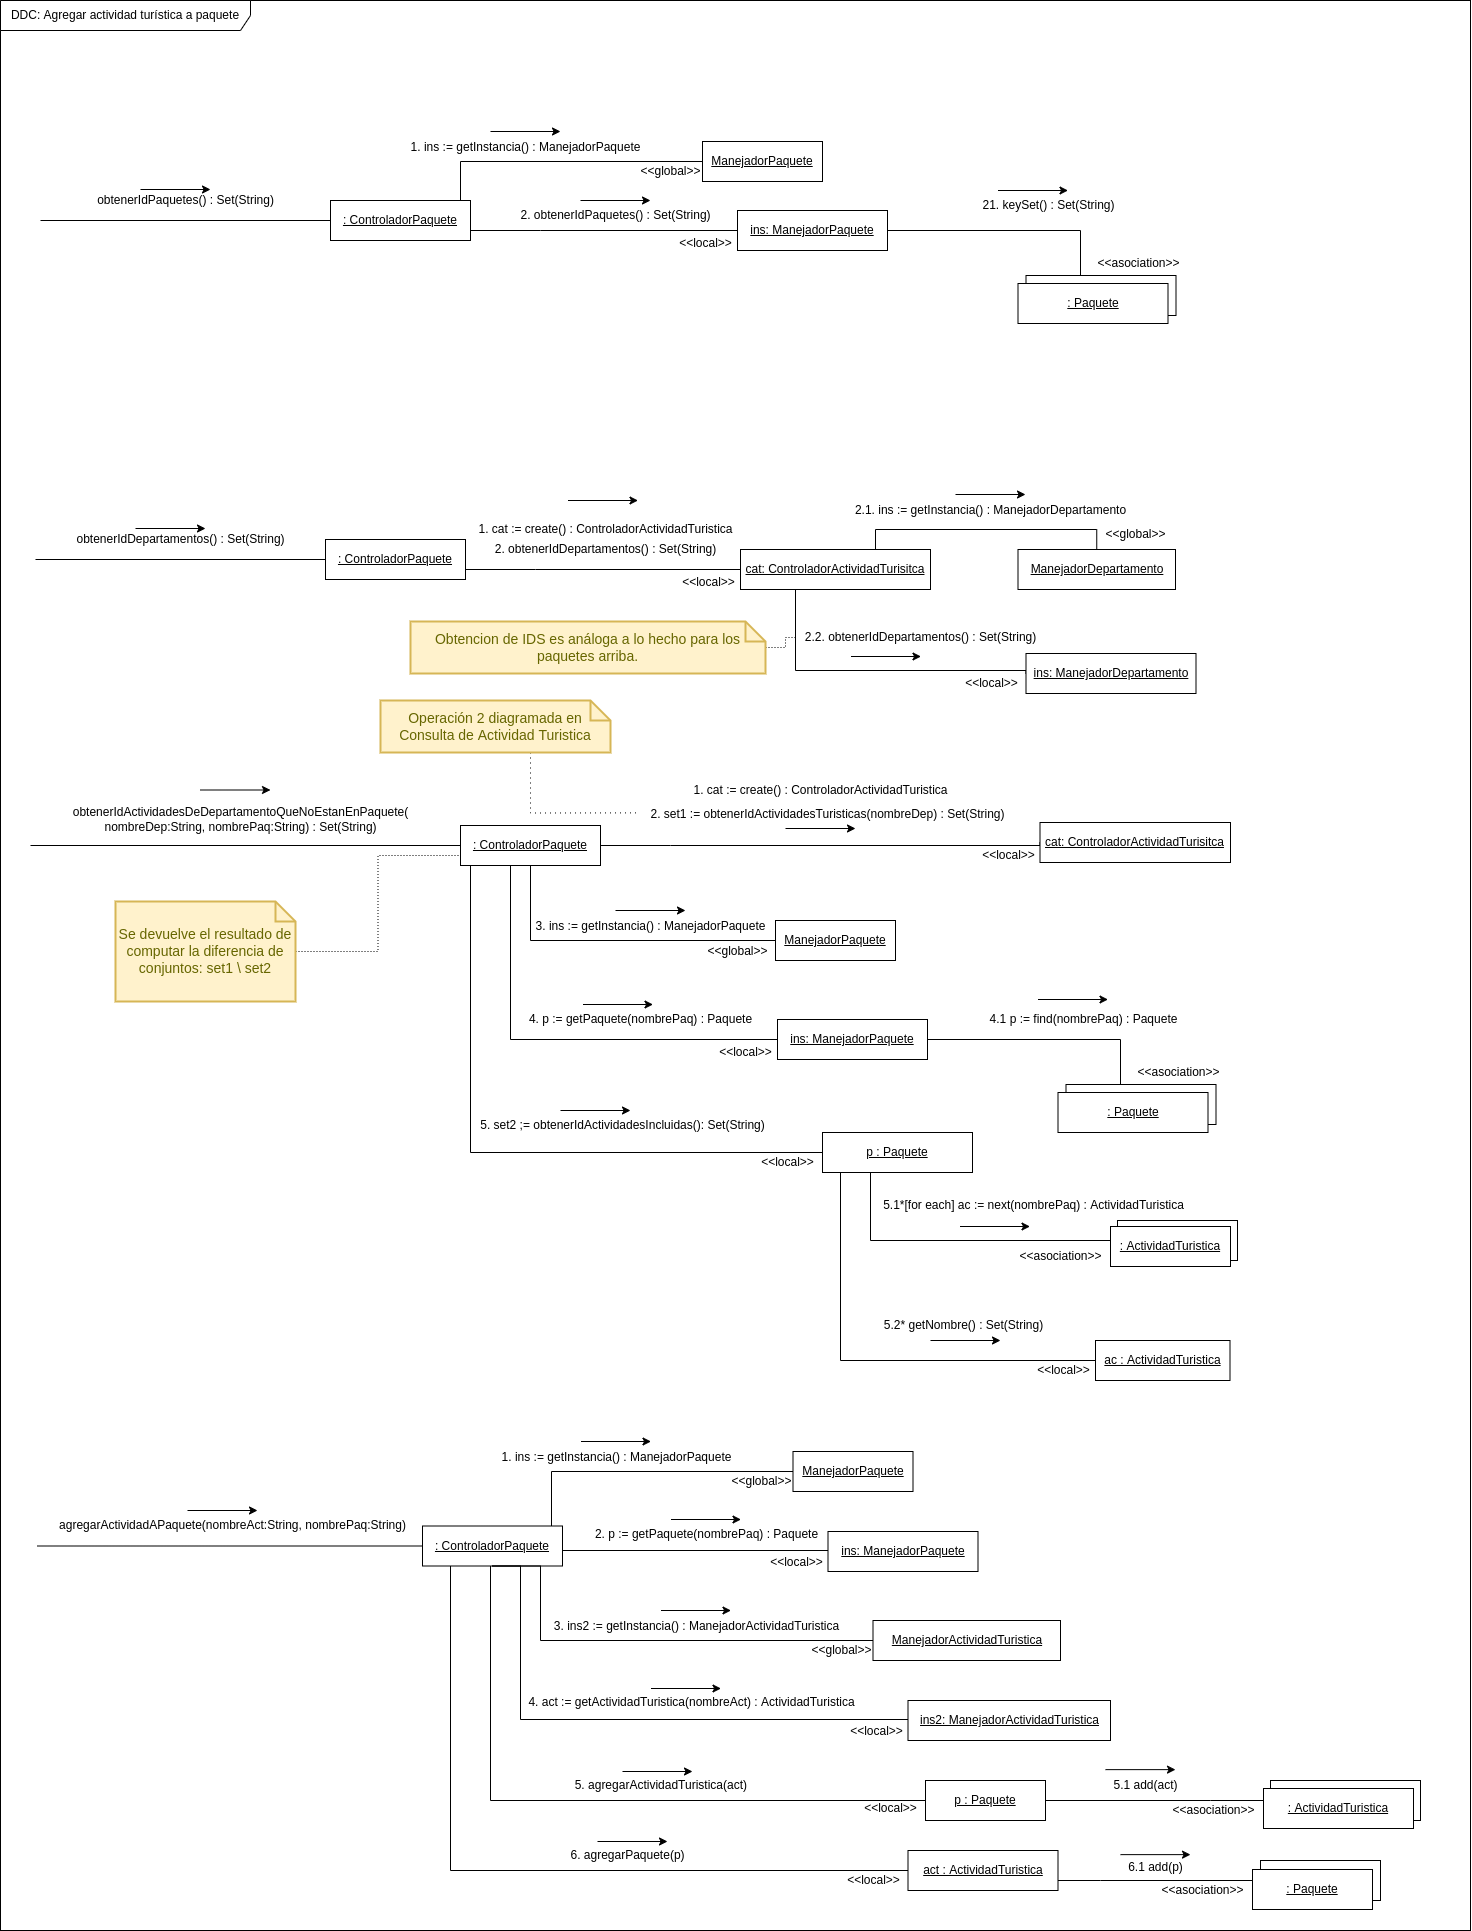 DDC: Agregar actividad turística a paquete
1. ins := getInstancia() : ManejadorPaquete
ManejadorPaquete
<<global>>
obtenerIdPaquetes() : Set(String)
: ControladorPaquete
2. obtenerIdPaquetes() : Set(String)
<<local>>
ins: ManejadorPaquete
21. keySet() : Set(String)
<<asociation>>
: Paquete
obtenerIdDepartamentos() : Set(String)
: ControladorPaquete
1. cat := create() : ControladorActividadTuristica
2. obtenerIdDepartamentos() : Set(String)
<<local>>
cat: ControladorActividadTurisitca
2.1. ins := getInstancia() : ManejadorDepartamento
<<global>>
ManejadorDepartamento
Obtencion de IDS es análoga a lo hecho para los
paquetes arriba.
2.2. obtenerIdDepartamentos() : Set(String)
<<local>>
ins: ManejadorDepartamento
Operación 2 diagramada en
Consulta de Actividad Turistica
obtenerIdActividadesDeDepartamentoQueNoEstanEnPaquete(
nombreDep:String, nombrePaq:String) : Set(String)
: ControladorPaquete
1. cat := create() : ControladorActividadTuristica
2. set1 := obtenerIdActividadesTuristicas(nombreDep) : Set(String)
<<local>>
cat: ControladorActividadTurisitca
Se devuelve el resultado de
computar la diferencia de
conjuntos: set1 \ set2
3. ins := getInstancia() : ManejadorPaquete
<<global>>
ManejadorPaquete
4. p := getPaquete(nombrePaq) : Paquete
<<local>>
ins: ManejadorPaquete
4.1 p := find(nombrePaq) : Paquete
<<asociation>>
: Paquete
5. set2 ;= obtenerIdActividadesIncluidas(): Set(String)
<<local>>
p : Paquete
5.1*[for each] ac := next(nombrePaq) : ActividadTuristica
<<asociation>>
: ActividadTuristica
5.2* getNombre() : Set(String)
<<local>>
ac : ActividadTuristica
1. ins := getInstancia() : ManejadorPaquete
<<global>>
ManejadorPaquete
agregarActividadAPaquete(nombreAct:String, nombrePaq:String)
: ControladorPaquete
2. p := getPaquete(nombrePaq) : Paquete
<<local>>
ins: ManejadorPaquete
3. ins2 := getInstancia() : ManejadorActividadTuristica
<<global>>
ManejadorActividadTuristica
4. act := getActividadTuristica(nombreAct) : ActividadTuristica
<<local>>
ins2: ManejadorActividadTuristica
5. agregarActividadTuristica(act)
<<local>>
p : Paquete
5.1 add(act)
<<asociation>>
: ActividadTuristica
6. agregarPaquete(p)
<<local>>
act : ActividadTuristica
6.1 add(p)
<<asociation>>
: Paquete